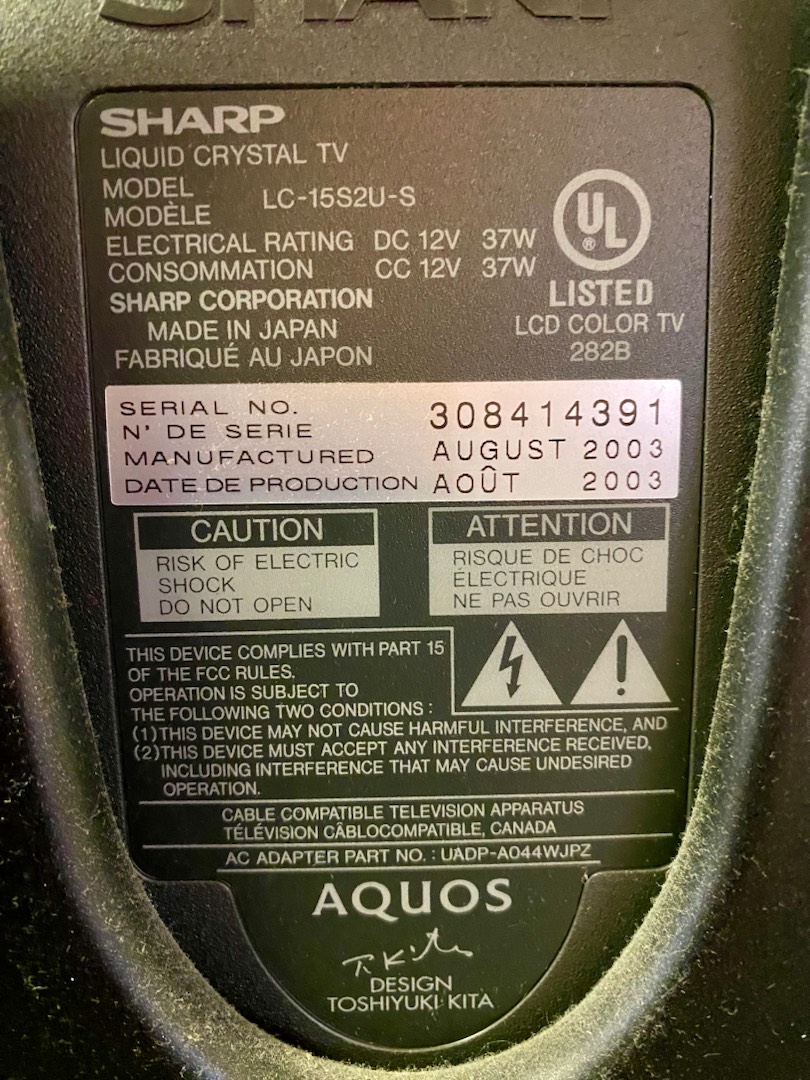 SHARP
SHARP
LIQUID CRYSTAL TV
MODEL
MODÈLE
LC-15S2U-S
ELECTRICAL RATING DC 12V 37W
CONSOMMATION CC 12V 37W
SHARP CORPORATION
MADE IN JAPAN
FABRIQUÉ AU JAPON
UL
®
LISTED
LCD COLOR TV
282B
SERIAL NO.
N' DE SERIE
308414391
MANUFACTURED AUGUST 2003
DATE DE PRODUCTION AOÛT 2003
CAUTION
RISK OF ELECTRIC
SHOCK
DO NOT OPEN
ATTENTION
RISQUE DE CHOC
ÉLECTRIQUE
NE PAS OUVRIR
THIS DEVICE COMPLIES WITH PART 15
OF THE FCC RULES.
OPERATION IS SUBJECT TO
THE FOLLOWING TWO CONDITIONS :
(1)THIS DEVICE MAY NOT CAUSE HARMFUL INTERFERENCE, AND
(2)THIS DEVICE MUST ACCEPT ANY INTERFERENCE RECEIVED,
INCLUDING INTERFERENCE THAT MAY CAUSE UNDESIRED
OPERATION.
CABLE COMPATIBLE TELEVISION APPARATUS
TÉLÉVISION CÂBLOCOMPATIBLE, CANADA
AC ADAPTER PART NO. : UADP-A044WJPZ
AQUOS
T. Kita
DESIGN
TOSHIYUKI KITA